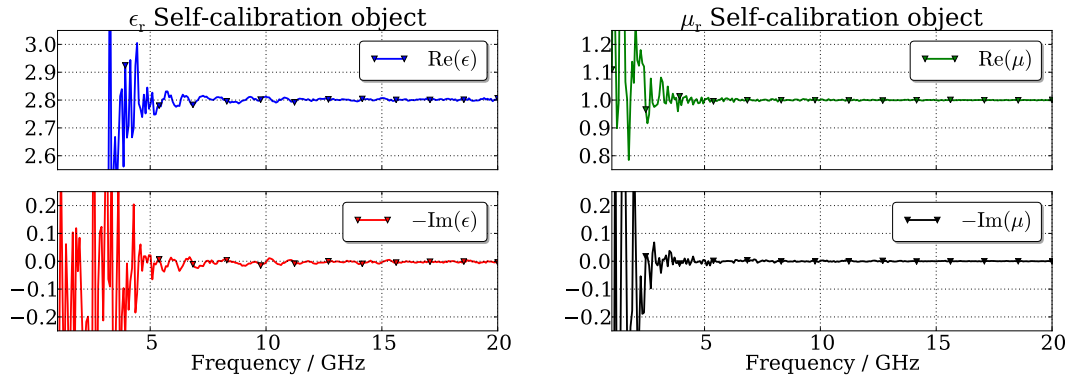 ϵr Self-calibration object
3.0
2.9
2.8
2.7
2.6
Re(ϵ)
0.2
0.1
0.0
−0.1
−0.2
−Im(ϵ)
5 10 15 20
Frequency / GHz
μr Self-calibration object
1.2
1.1
1.0
0.9
0.8
Re(μ)
0.2
0.1
0.0
−0.1
−0.2
−Im(μ)
5 10 15 20
Frequency / GHz